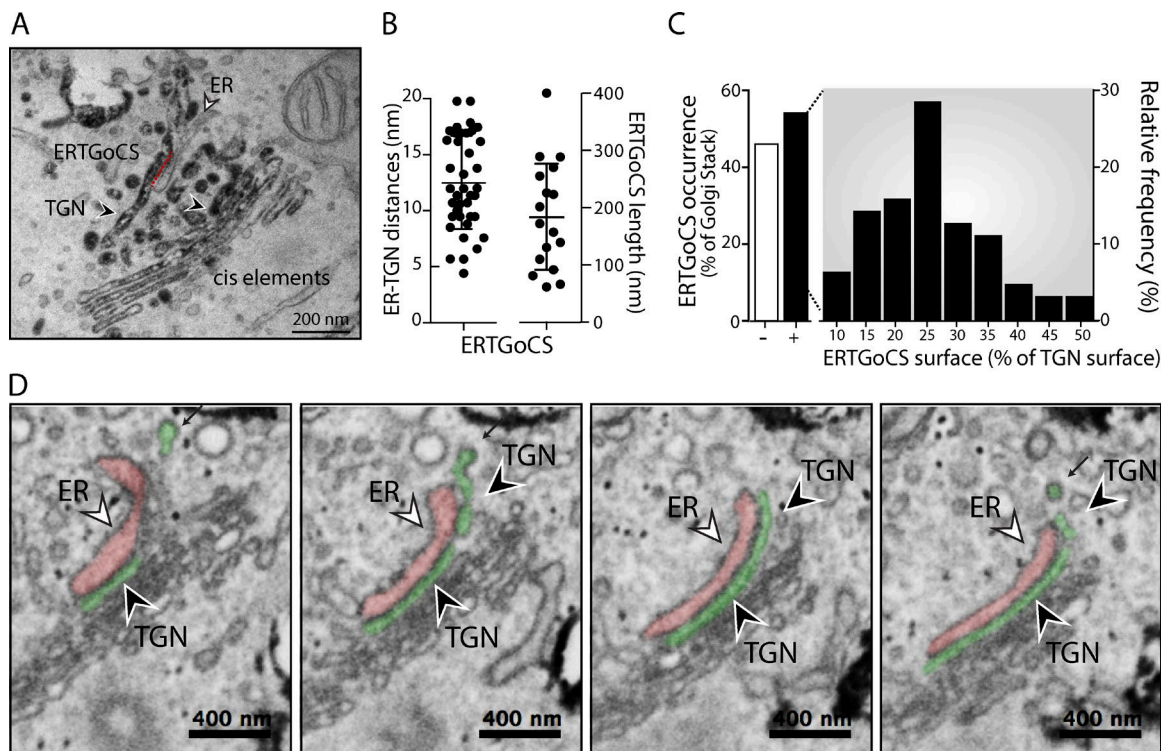 A
ER
ERTGoCS
TGN
cis elements
200 nm
B
ER-TGN distances (nm)
20
15
10
5
0
400
300
200
100
0
ERTGoCS length (nm)
ERTGoCS
C
ERTGoCS occurrence
(% of Golgi Stack)
60
40
20
0
- +
30
20
10
0
Relative frequency (%)
10 15 20 25 30 35 40 45 50
ERTGoCS surface (% of TGN surface)
D
ER
TGN
400 nm
TGN
ER
TGN
400 nm
TGN
ER
TGN
400 nm
TGN
ER
TGN
400 nm